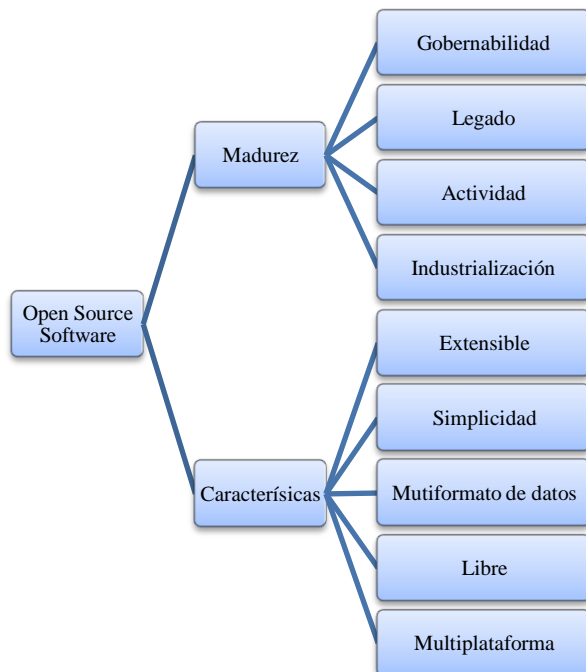 Open Source
Software
Madurez
Gobernabilidad
Legado
Actividad
Industrialización
Caracterísicas
Extensible
Simplicidad
Mutiformato de datos
Libre
Multiplataforma